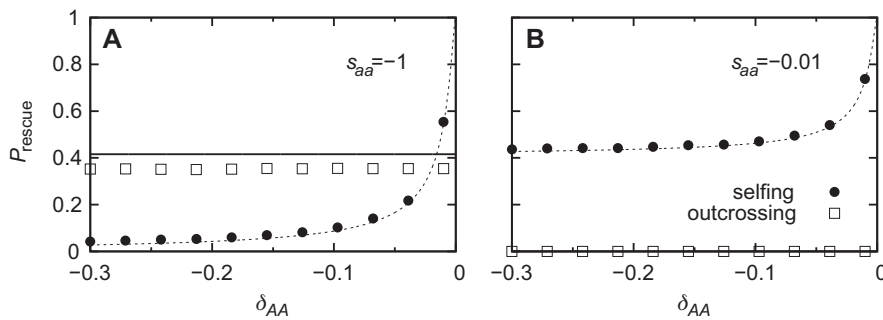 A
B
s_aa=−1
s_aa=−0.01
P_rescue
1
0.8
0.6
0.4
0.2
0
selfing
outcrossing
−0.3 −0.2 −0.1 0
−0.3 −0.2 −0.1 0
δ_AA
δ_AA